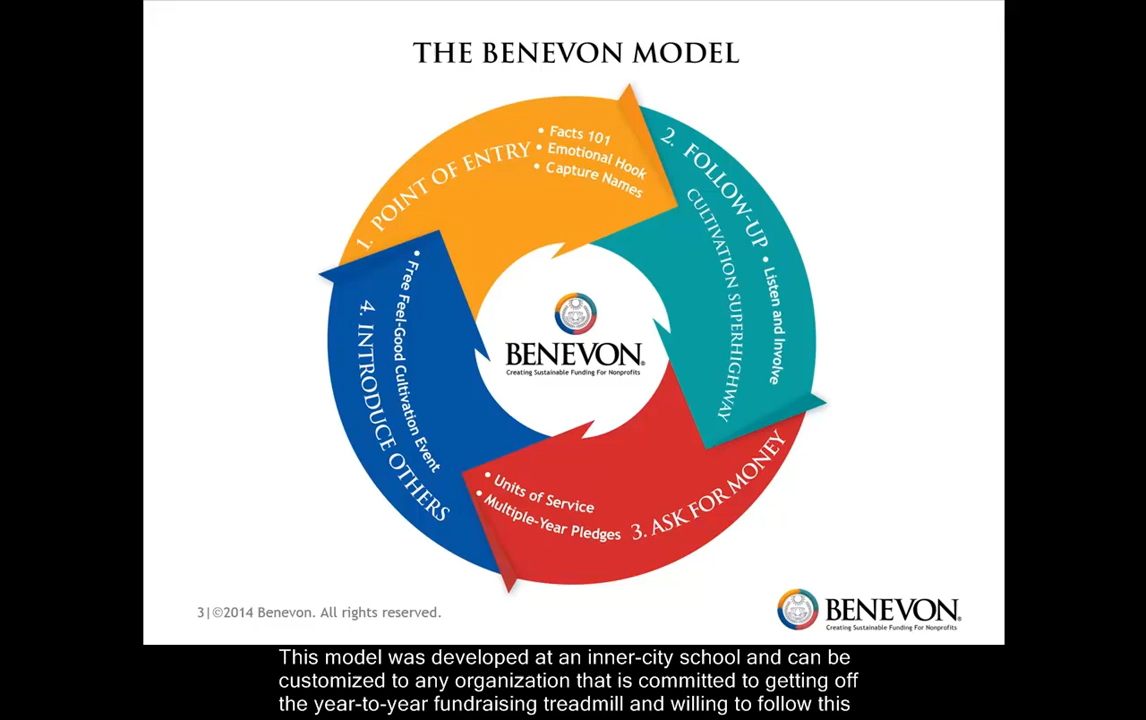 THE BENEVON MODEL
1. POINT OF ENTRY
• Facts 101
• Emotional Hook
• Capture Names
2. FOLLOW-UP
CULTIVATION SUPERHIGHWAY
• Listen and Involve
3. ASK FOR MONEY
• Units of Service
• Multiple-Year Pledges
4. INTRODUCE OTHERS
• Free Feel-Good Cultivation Event
BENEVON®
Creating Sustainable Funding For Nonprofits
3|©2014 Benevon. All rights reserved.
BENEVON®
Creating Sustainable Funding For Nonprofits
This model was developed at an inner-city school and can be
customized to any organization that is committed to getting off
the year-to-year fundraising treadmill and willing to follow this